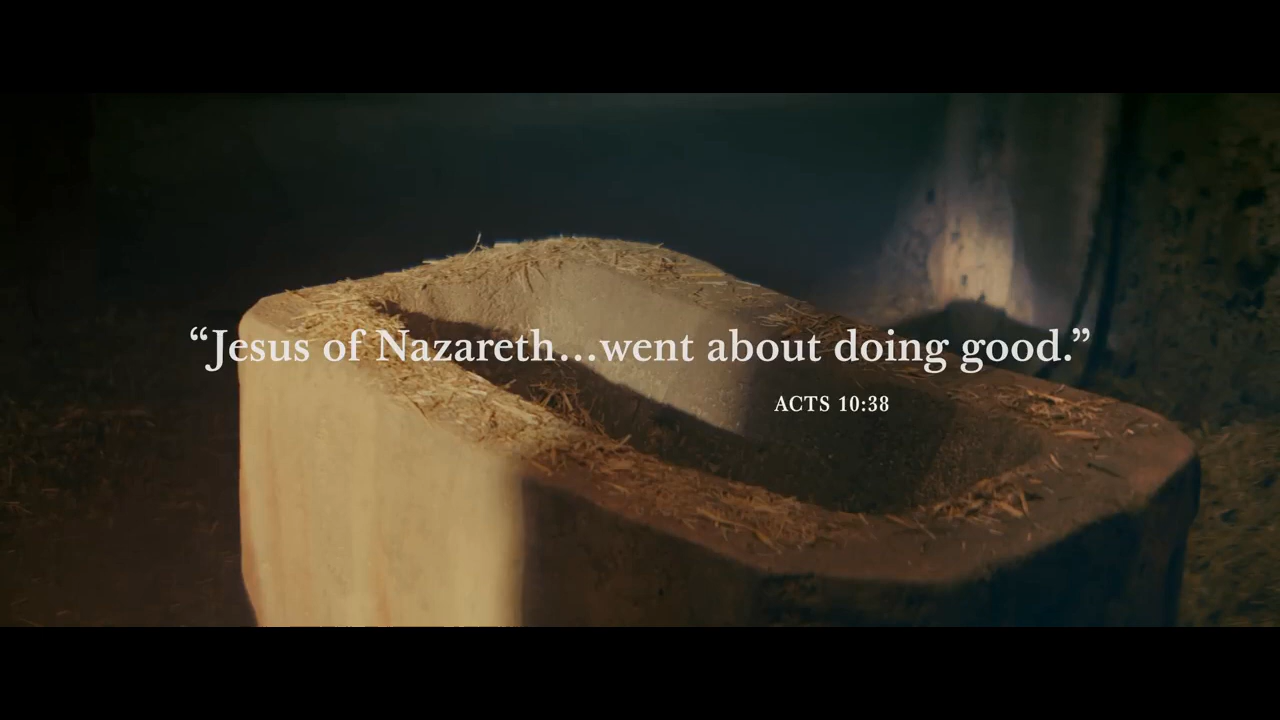 “Jesus of Nazareth...went about doing good.”
ACTS 10:38